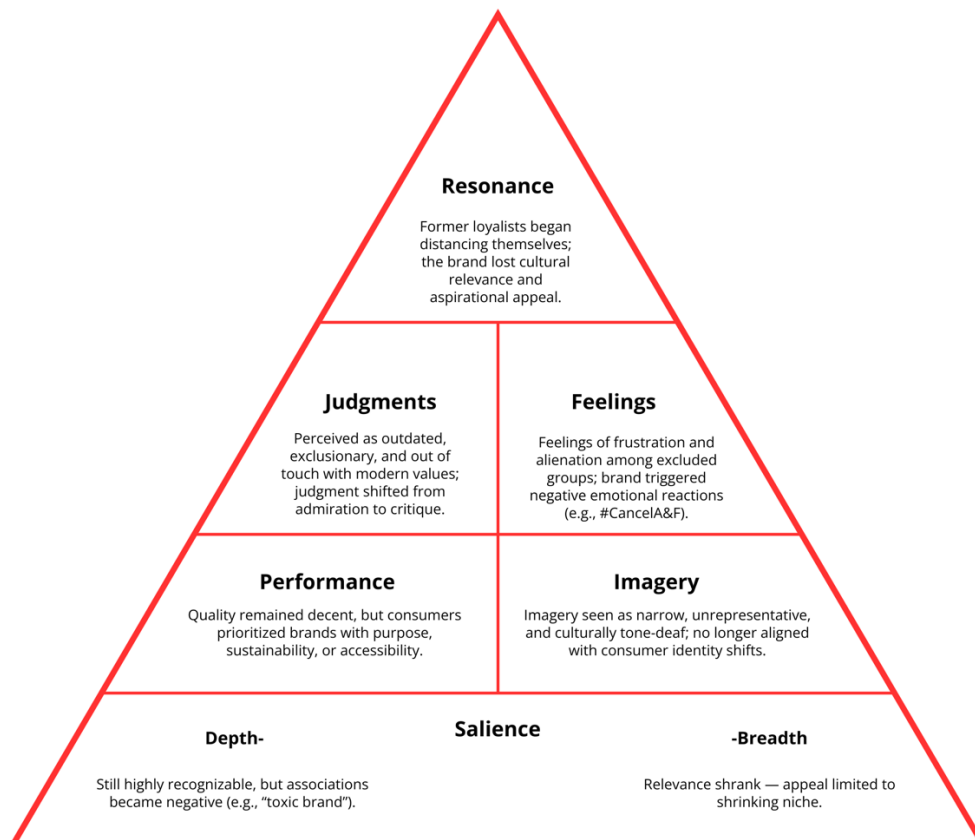 Resonance
Former loyalists began
distancing themselves;
the brand lost cultural
relevance and
aspirational appeal.
Judgments
Perceived as outdated,
exclusionary, and out of
touch with modern values;
judgment shifted from
admiration to critique.
Feelings
Feelings of frustration and
alienation among excluded
groups; brand triggered
negative emotional reactions
(e.g., #CancelA&F).
Performance
Quality remained decent, but consumers
prioritized brands with purpose,
sustainability, or accessibility.
Imagery
Imagery seen as narrow, unrepresentative,
and culturally tone-deaf; no longer aligned
with consumer identity shifts.
Salience
Depth-
Still highly recognizable, but associations
became negative (e.g., “toxic brand”).
-Breadth
Relevance shrank — appeal limited to
shrinking niche.